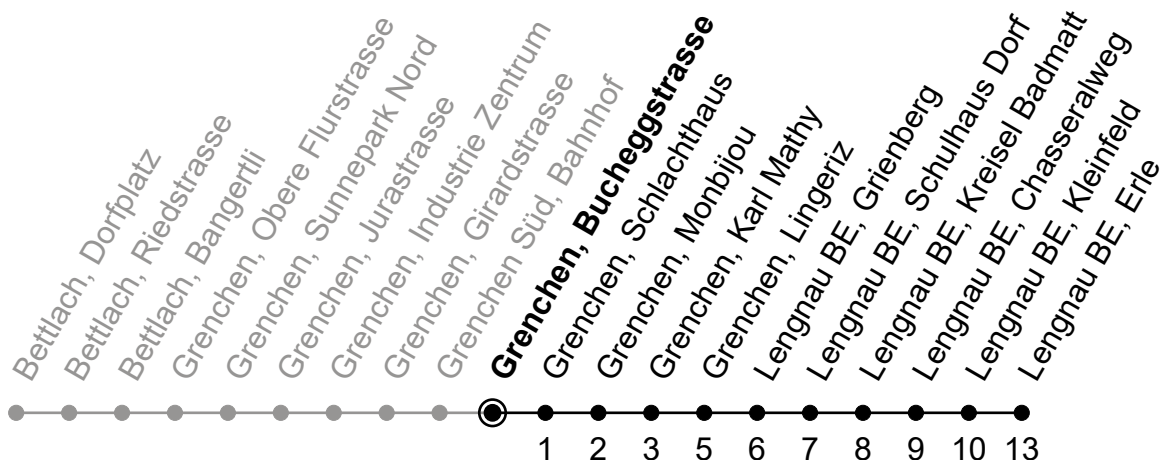 Bettlach, Dorfplatz
Bettlach, Riedstrasse
Bettlach, Bangertli
Grenchen, Obere Flurstrasse
Grenchen, Sunnepark Nord
Grenchen, Jurastrasse
Grenchen, Industrie Zentrum
Grenchen, Girardstrasse
Grenchen Süd, Bahnhof
Grenchen, Bucheggstrasse
Grenchen, Schlachthaus
Grenchen, Monbijou
Grenchen, Karl Mathy
Grenchen, Lingeriz
Lengnau BE, Grienberg
Lengnau BE, Schulhaus Dorf
Lengnau BE, Kreisel Badmatt
Lengnau BE, Chasseralweg
Lengnau BE, Kleinfeld
Lengnau BE, Erle
1 2 3 5 6 7 8 9 10 13